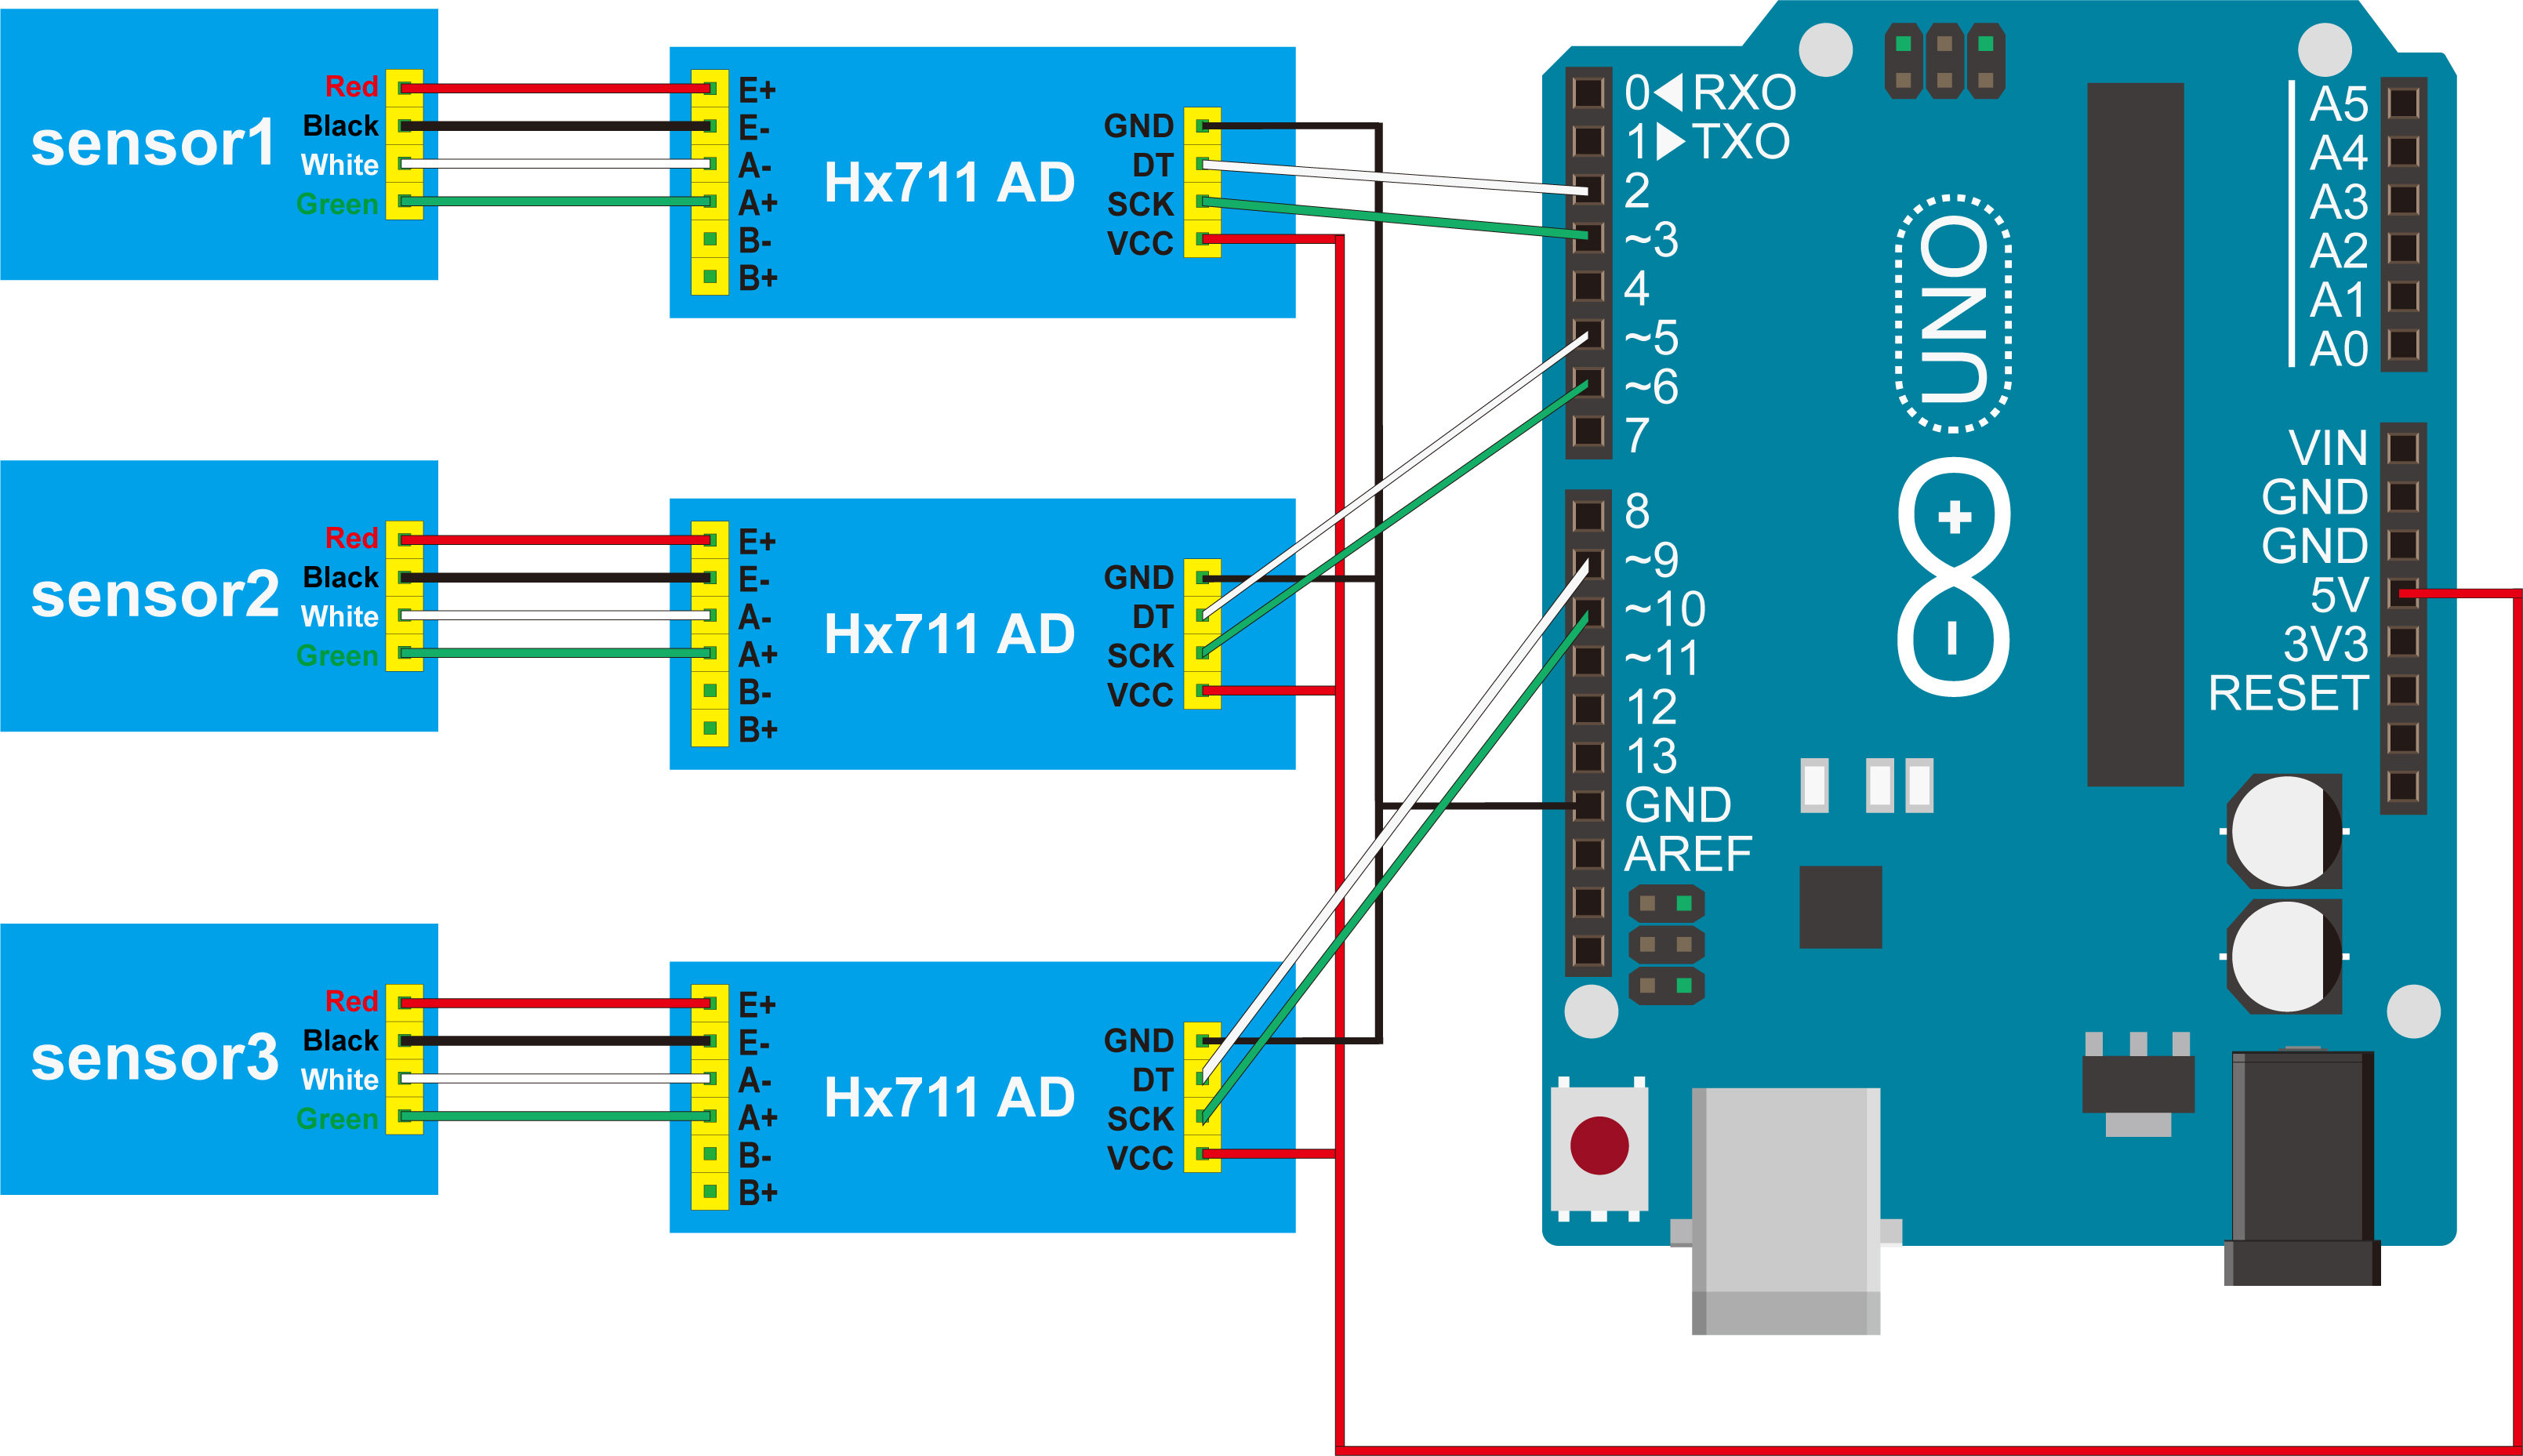 sensor1
Red
Black
White
Green
E+
E-
A-
A+
B-
B+
Hx711 AD
GND
DT
SCK
VCC
sensor2
Red
Black
White
Green
E+
E-
A-
A+
B-
B+
Hx711 AD
GND
DT
SCK
VCC
sensor3
Red
Black
White
Green
E+
E-
A-
A+
B-
B+
Hx711 AD
GND
DT
SCK
VCC
0◀RXO
1▶TXO
2
~3
4
~5
~6
7
8
~9
~10
~11
12
13
GND
AREF
UNO
+
-
A5
A4
A3
A2
A1
A0
VIN
GND
GND
5V
3V3
RESET